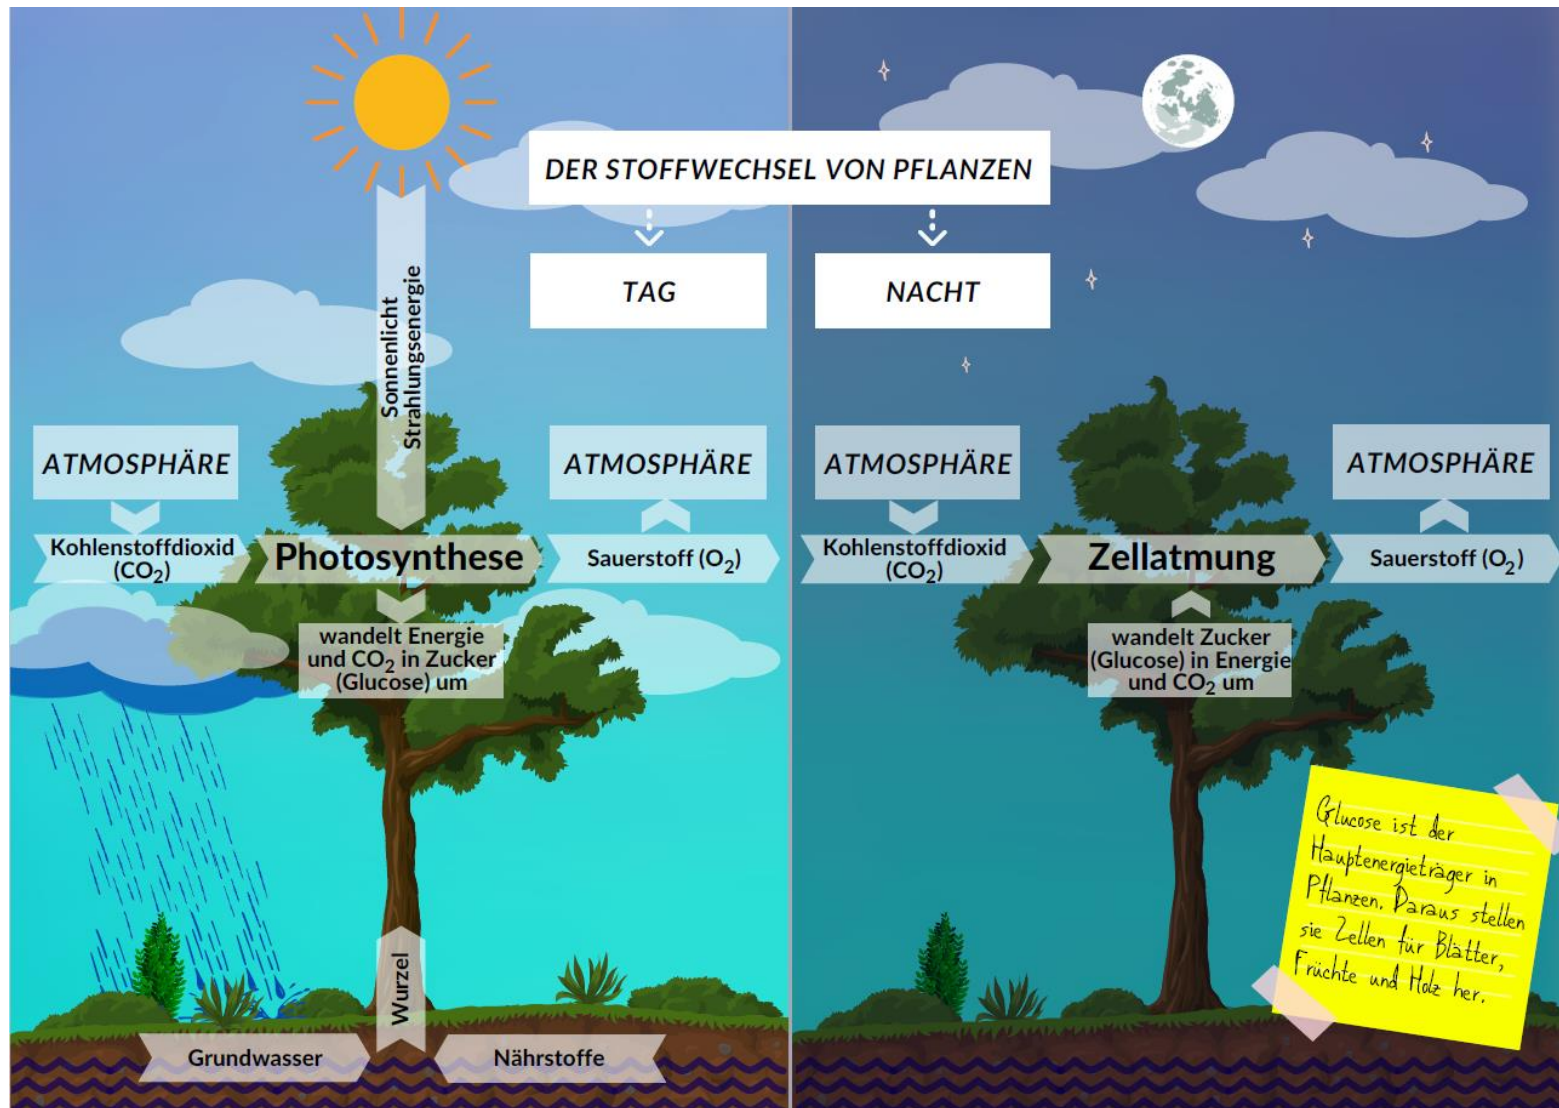 DER STOFFWECHSEL VON PFLANZEN
TAG
NACHT
Sonnenlicht
Strahlungsenergie
ATMOSPHÄRE
ATMOSPHÄRE
Kohlenstoffdioxid
(CO₂)
Photosynthese
Sauerstoff (O₂)
wandelt Energie
und CO₂ in Zucker
(Glucose) um
Wurzel
Grundwasser
Nährstoffe
ATMOSPHÄRE
ATMOSPHÄRE
Kohlenstoffdioxid
(CO₂)
Zellatmung
Sauerstoff (O₂)
wandelt Zucker
(Glucose) in Energie
und CO₂ um
Glucose ist der
Hauptenergieträger in
Pflanzen. Daraus stellen
sie Zellen für Blätter,
Früchte und Holz her.